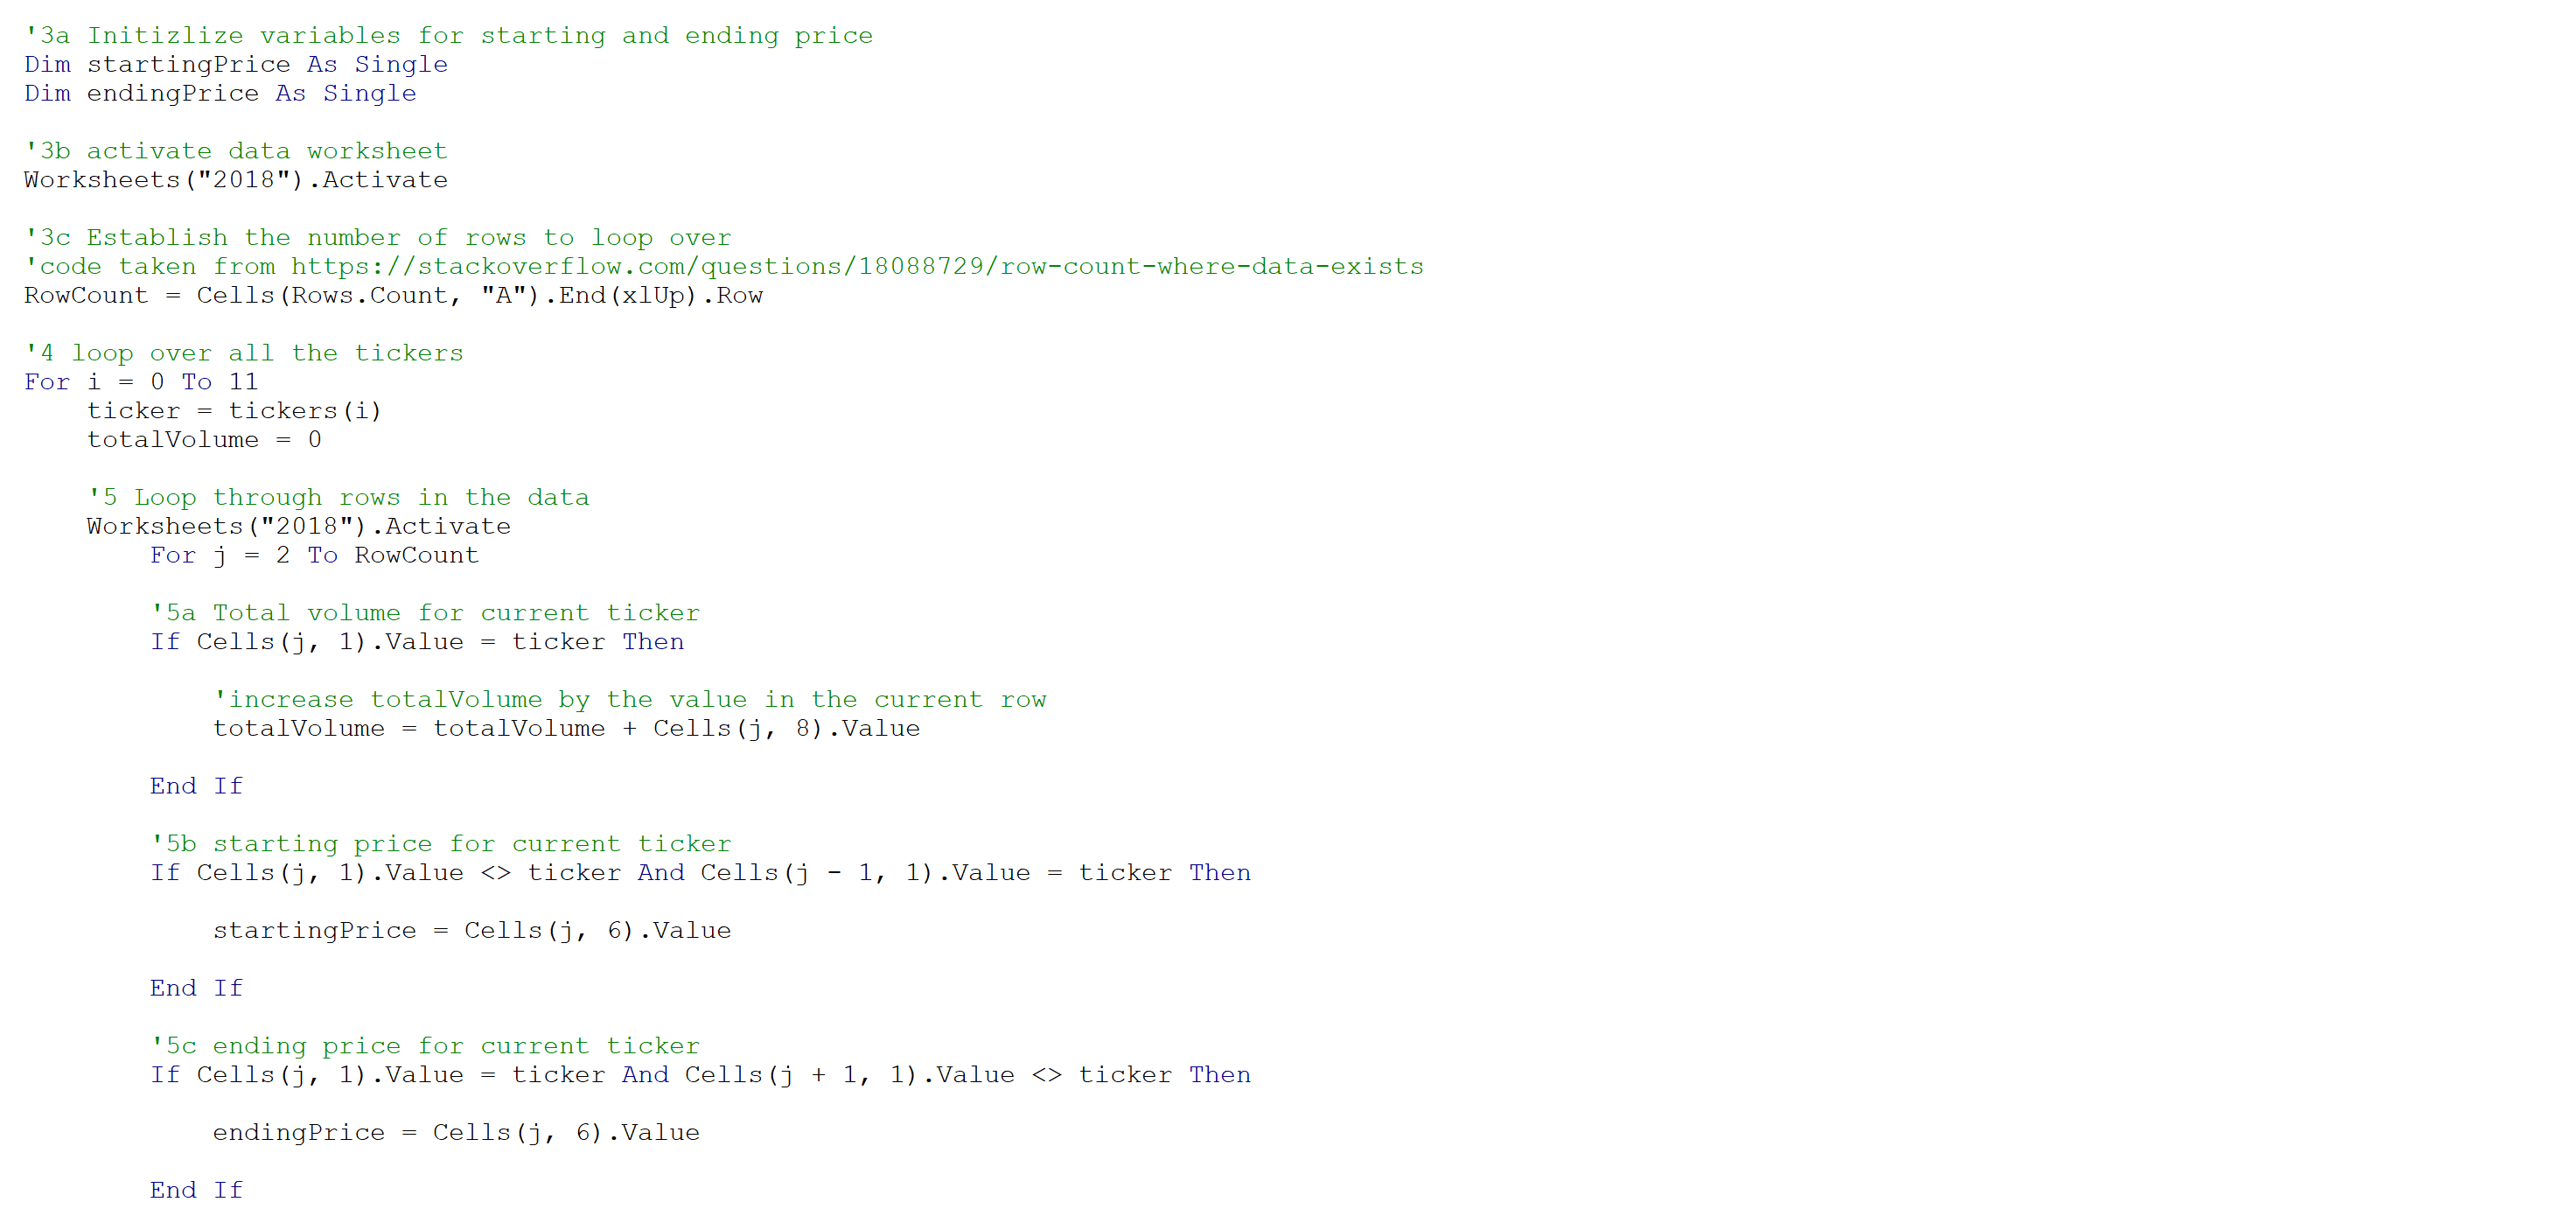 '3a Initizlize variables for starting and ending price
Dim startingPrice As Single
Dim endingPrice As Single
'3b activate data worksheet
Worksheets("2018").Activate
'3c Establish the number of rows to loop over
'code taken from https://stackoverflow.com/questions/18088729/row-count-where-data-exists
RowCount = Cells(Rows.Count, "A").End(xlUp).Row
'4 loop over all the tickers
For i = 0 To 11
ticker = tickers(i)
totalVolume = 0
'5 Loop through rows in the data
Worksheets("2018").Activate
For j = 2 To RowCount
'5a Total volume for current ticker
If Cells(j, 1).Value = ticker Then
'increase totalVolume by the value in the current row
totalVolume = totalVolume + Cells(j, 8).Value
End If
'5b starting price for current ticker
If Cells(j, 1).Value <> ticker And Cells(j - 1, 1).Value = ticker Then
startingPrice = Cells(j, 6).Value
End If
'5c ending price for current ticker
If Cells(j, 1).Value = ticker And Cells(j + 1, 1).Value <> ticker Then
endingPrice = Cells(j, 6).Value
End If